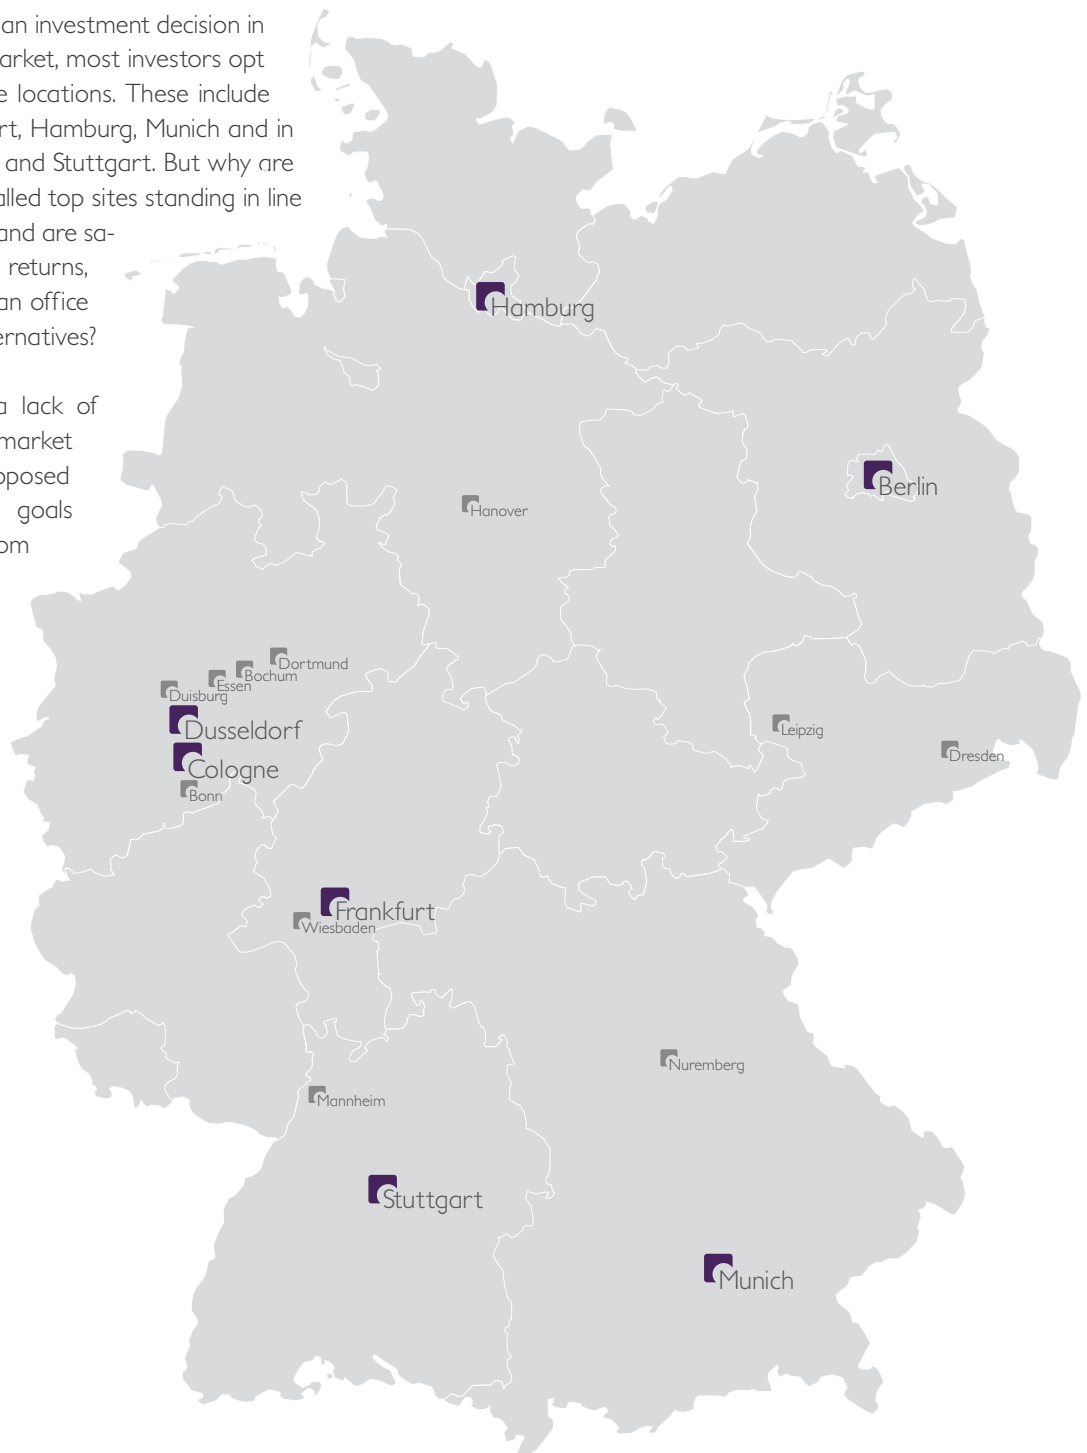 an investment decision in
arket, most investors opt
e locations. These include
rt, Hamburg, Munich and in
and Stuttgart. But why are
alled top sites standing in line
and are sa-
returns,
an office
ernatives?
a lack of
market
pposed
goals
om
Hamburg
Berlin
Hanover
Dortmund
Bochum
Essen
Duisburg
Dusseldorf
Leipzig
Dresden
Cologne
Bonn
Frankfurt
Wiesbaden
Nuremberg
Mannheim
Stuttgart
Munich